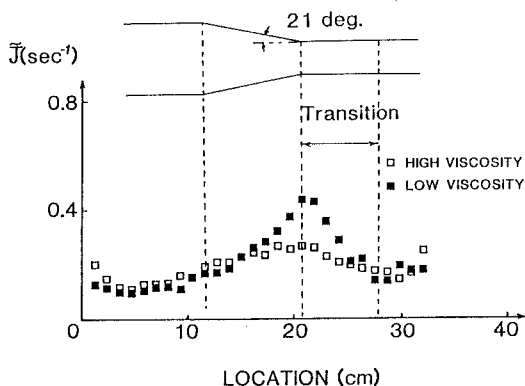 21 deg.
J̃(sec⁻¹)
Transition
0.8
□ HIGH VISCOSITY
■ LOW VISCOSITY
0.4
0 10 20 30 40
LOCATION (cm)